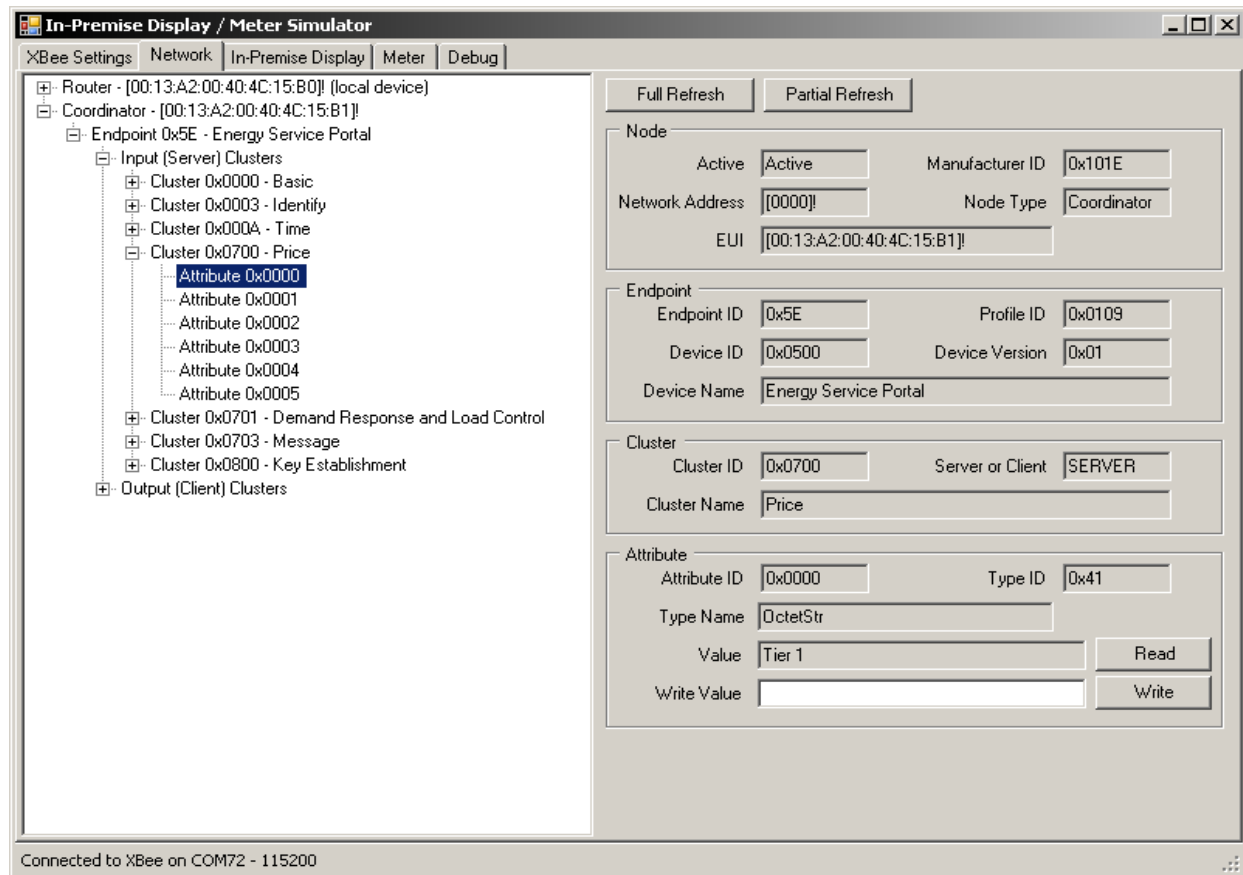 In-Premise Display / Meter Simulator
XBee Settings Network In-Premise Display Meter Debug
Router - [00:13:A2:00:40:4C:15:B0]! (local device)
Coordinator - [00:13:A2:00:40:4C:15:B1]!
Endpoint 0x5E - Energy Service Portal
Input (Server) Clusters
Cluster 0x0000 - Basic
Cluster 0x0003 - Identify
Cluster 0x000A - Time
Cluster 0x0700 - Price
Attribute 0x0000
Attribute 0x0001
Attribute 0x0002
Attribute 0x0003
Attribute 0x0004
Attribute 0x0005
Cluster 0x0701 - Demand Response and Load Control
Cluster 0x0703 - Message
Cluster 0x0800 - Key Establishment
Output (Client) Clusters
Full Refresh Partial Refresh
Node
Active Active Manufacturer ID 0x101E
Network Address [0000]! Node Type Coordinator
EUI [00:13:A2:00:40:4C:15:B1]!
Endpoint
Endpoint ID 0x5E Profile ID 0x0109
Device ID 0x0500 Device Version 0x01
Device Name Energy Service Portal
Cluster
Cluster ID 0x0700 Server or Client SERVER
Cluster Name Price
Attribute
Attribute ID 0x0000 Type ID 0x41
Type Name OctetStr
Value Tier 1 Read
Write Value Write
Connected to XBee on COM72 - 115200